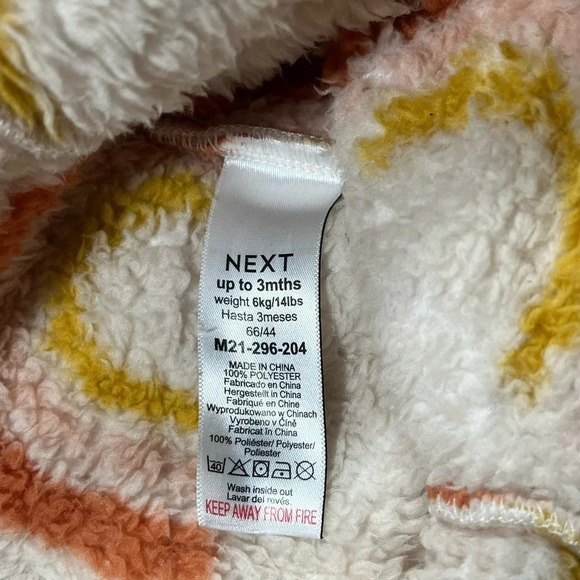 NEXT
up to 3mths
weight 6kg/14lbs
Hasta 3meses
66/44
M21-296-204
MADE IN CHINA
100% POLYESTER
Fabricado en China
Hergestellt in China
Fabriqué en China
Wyprodukowano w Chinach
Vyrobeno v Číně
Fabricat în China
100% Poliéster/ Polyester/
Poliester
40
Wash inside out
Lavar del revés.
KEEP AWAY FROM FIRE